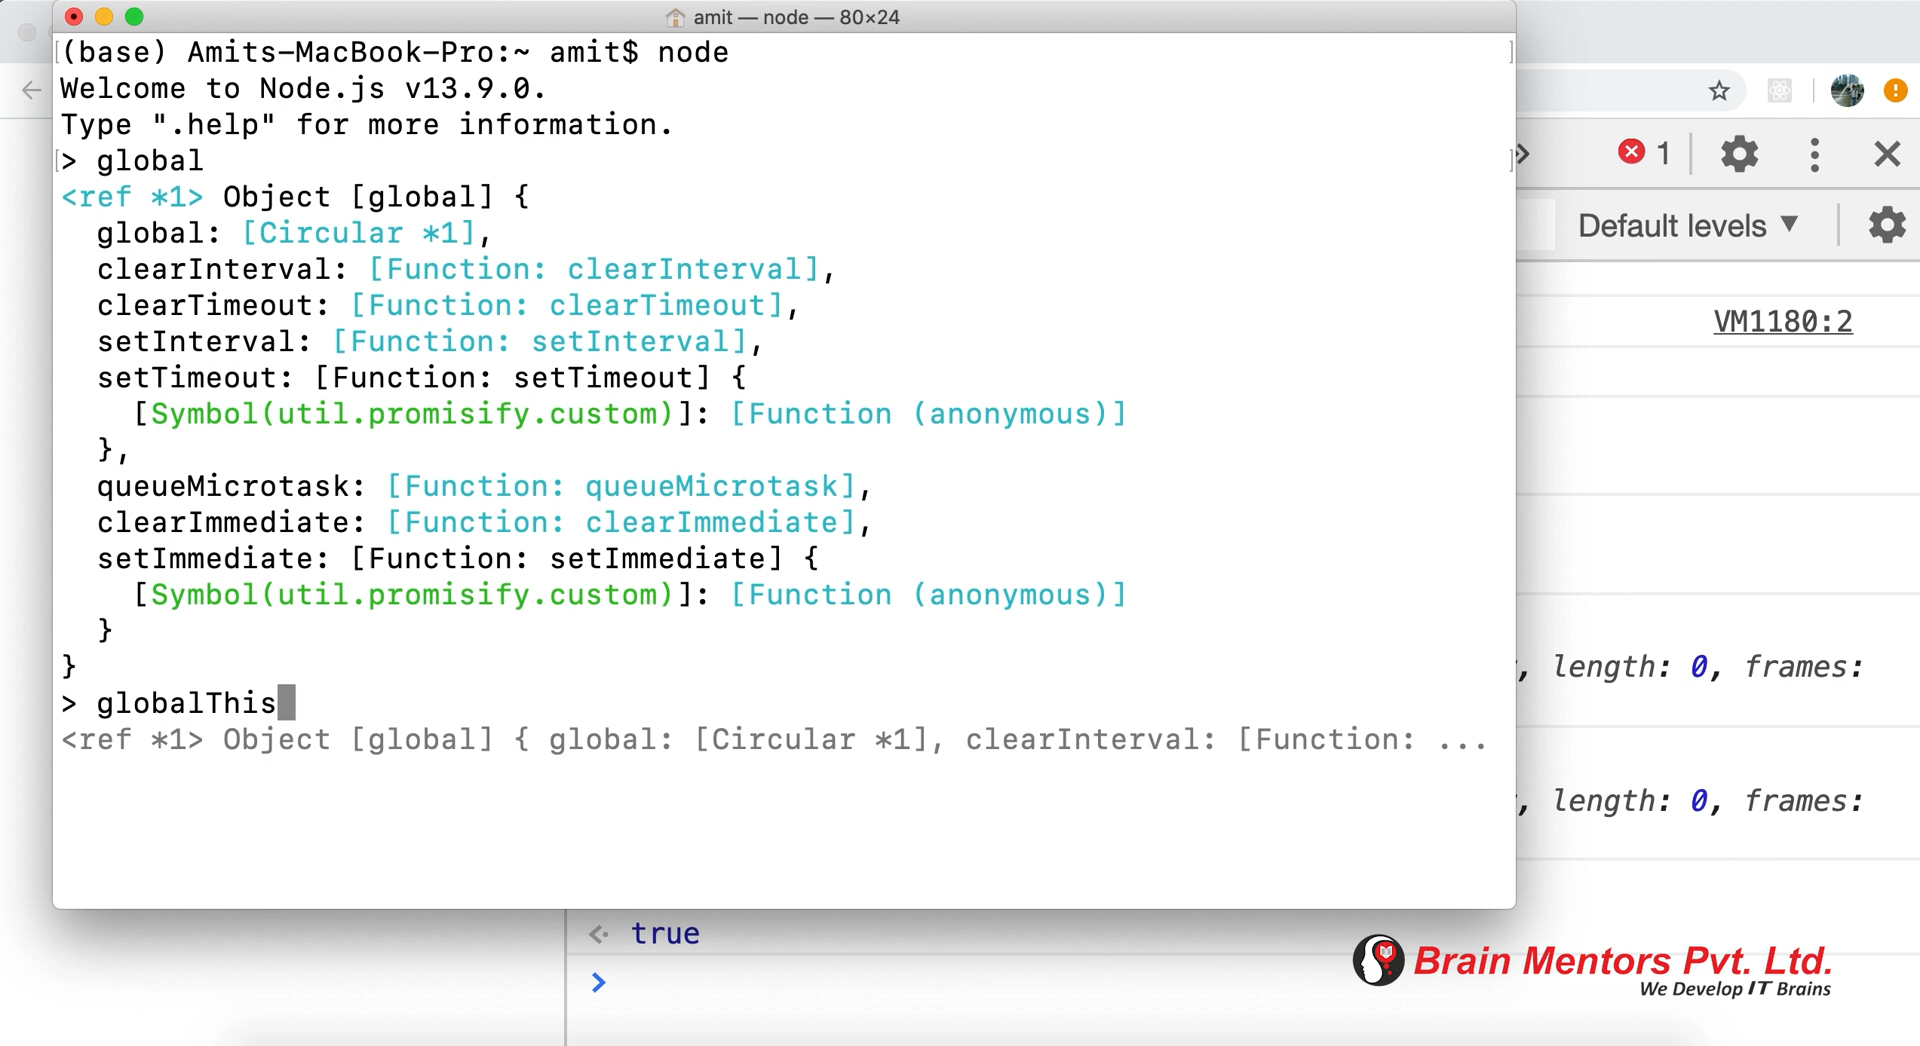 amit — node — 80×24
(base) Amits-MacBook-Pro:~ amit$ node
Welcome to Node.js v13.9.0.
Type ".help" for more information.
> global
<ref *1> Object [global] {
  global: [Circular *1],
  clearInterval: [Function: clearInterval],
  clearTimeout: [Function: clearTimeout],
  setInterval: [Function: setInterval],
  setTimeout: [Function: setTimeout] {
    [Symbol(util.promisify.custom)]: [Function (anonymous)]
  },
  queueMicrotask: [Function: queueMicrotask],
  clearImmediate: [Function: clearImmediate],
  setImmediate: [Function: setImmediate] {
    [Symbol(util.promisify.custom)]: [Function (anonymous)]
  }
}
> globalThis
<ref *1> Object [global] { global: [Circular *1], clearInterval: [Function: ...
1
Default levels ▼
VM1180:2
, length: 0, frames:
, length: 0, frames:
true
Brain Mentors Pvt. Ltd.
We Develop IT Brains